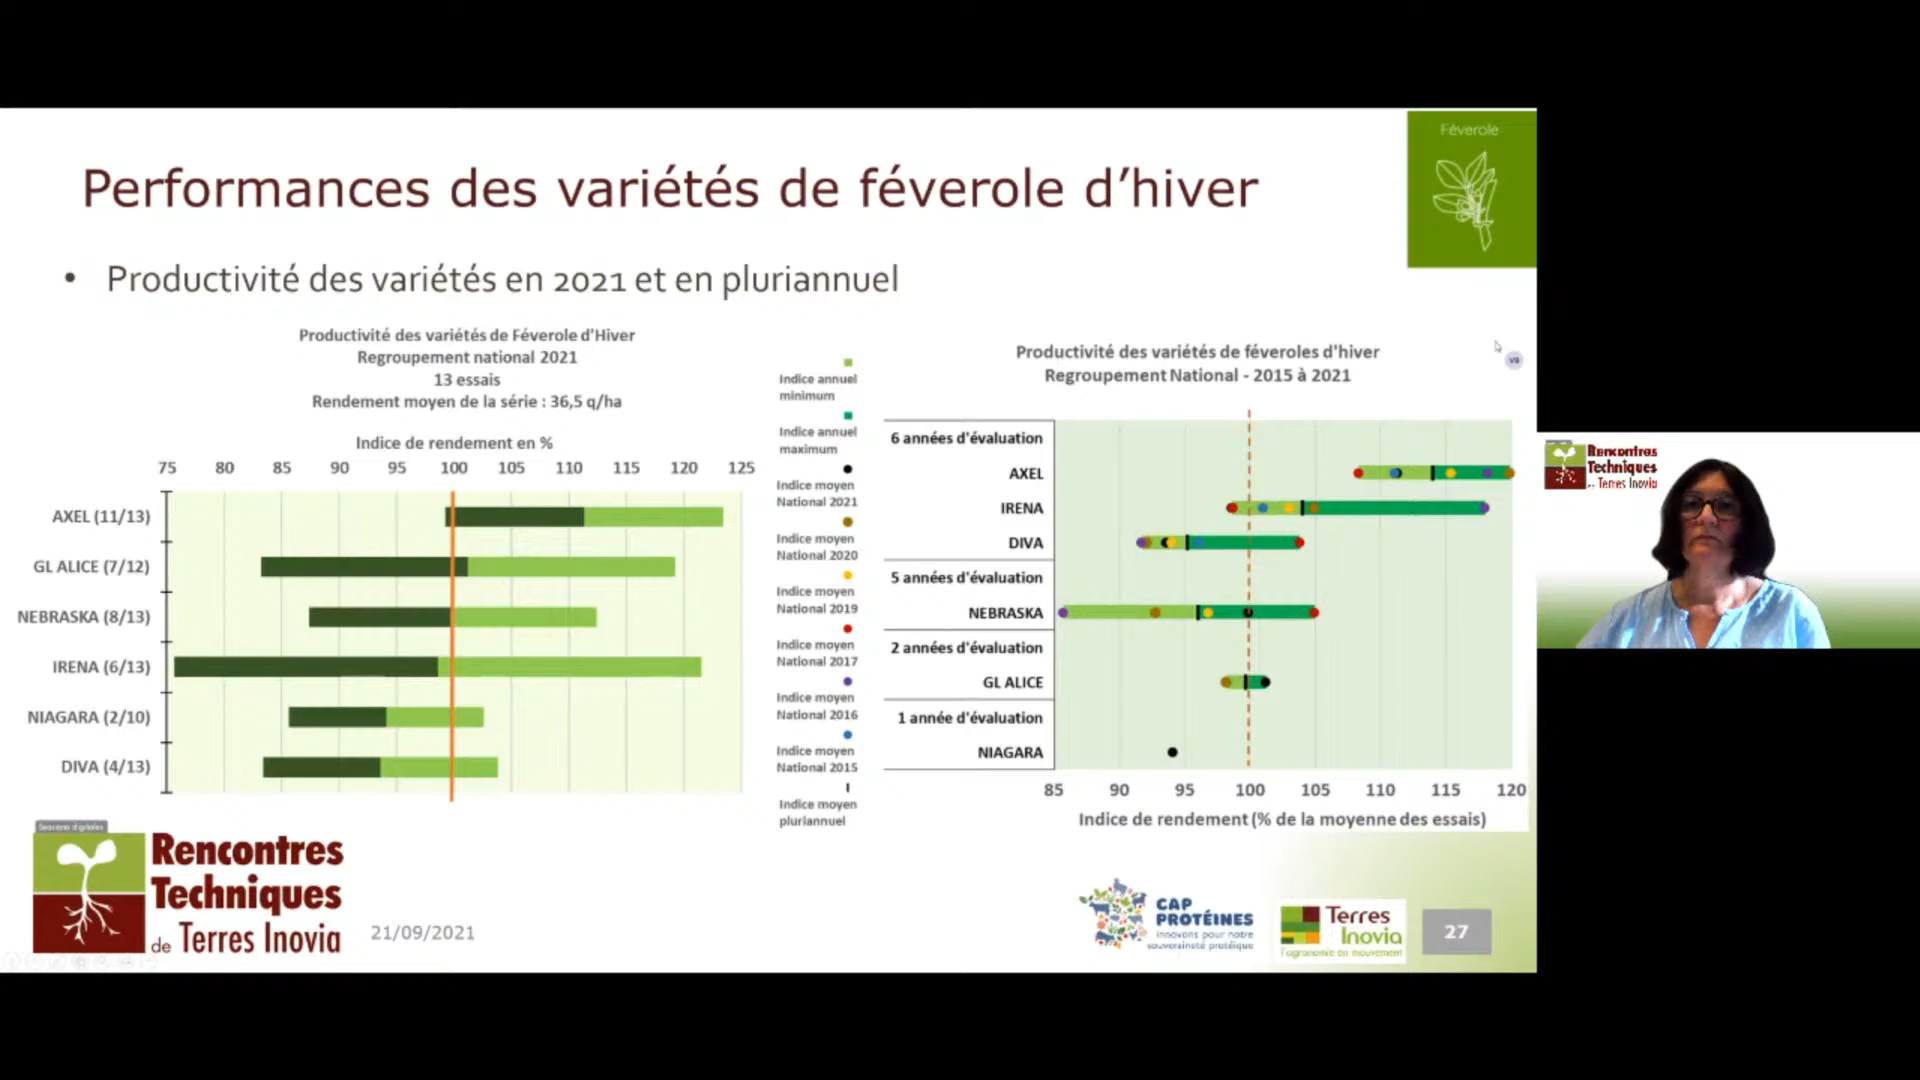 Féverole
Performances des variétés de féverole d'hiver
• Productivité des variétés en 2021 et en pluriannuel
Productivité des variétés de Féverole d'Hiver
Regroupement national 2021
13 essais
Rendement moyen de la série : 36,5 q/ha
Indice de rendement en %
75 80 85 90 95 100 105 110 115 120 125
AXEL (11/13)
GL ALICE (7/12)
NEBRASKA (8/13)
IRENA (6/13)
NIAGARA (2/10)
DIVA (4/13)
Indice annuel
minimum
Indice annuel
maximum
Indice moyen
National 2021
Indice moyen
National 2020
Indice moyen
National 2019
Indice moyen
National 2017
Indice moyen
National 2016
Indice moyen
National 2015
Indice moyen
pluriannuel
Productivité des variétés de féveroles d'hiver
Regroupement National - 2015 à 2021
6 années d'évaluation
AXEL
IRENA
DIVA
5 années d'évaluation
NEBRASKA
2 années d'évaluation
GL ALICE
1 année d'évaluation
NIAGARA
85 90 95 100 105 110 115 120
Indice de rendement (% de la moyenne des essais)
VB
Sessions digitales
Rencontres
Techniques
de Terres Inovia
21/09/2021
CAP
PROTÉINES
innovons pour notre
souveraineté protéique
Terres
Inovia
l'agronomie en mouvement
27
Rencontres
Techniques
de Terres Inovia